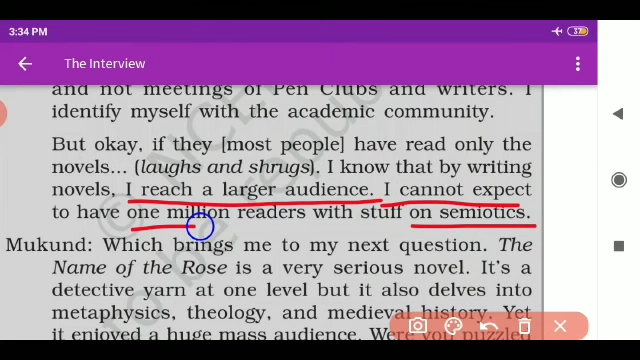 3:34 PM
37
The Interview
and not meetings of Pen Clubs and writers. I
identify myself with the academic community.
But okay, if they [most people] have read only the
novels... (laughs and shrugs). I know that by writing
novels, I reach a larger audience. I cannot expect
to have one million readers with stuff on semiotics.
Mukund: Which brings me to my next question. The
Name of the Rose is a very serious novel. It's a
detective yarn at one level but it also delves into
metaphysics, theology, and medieval history. Yet
it enjoyed a huge mass audience. Were you puzzled